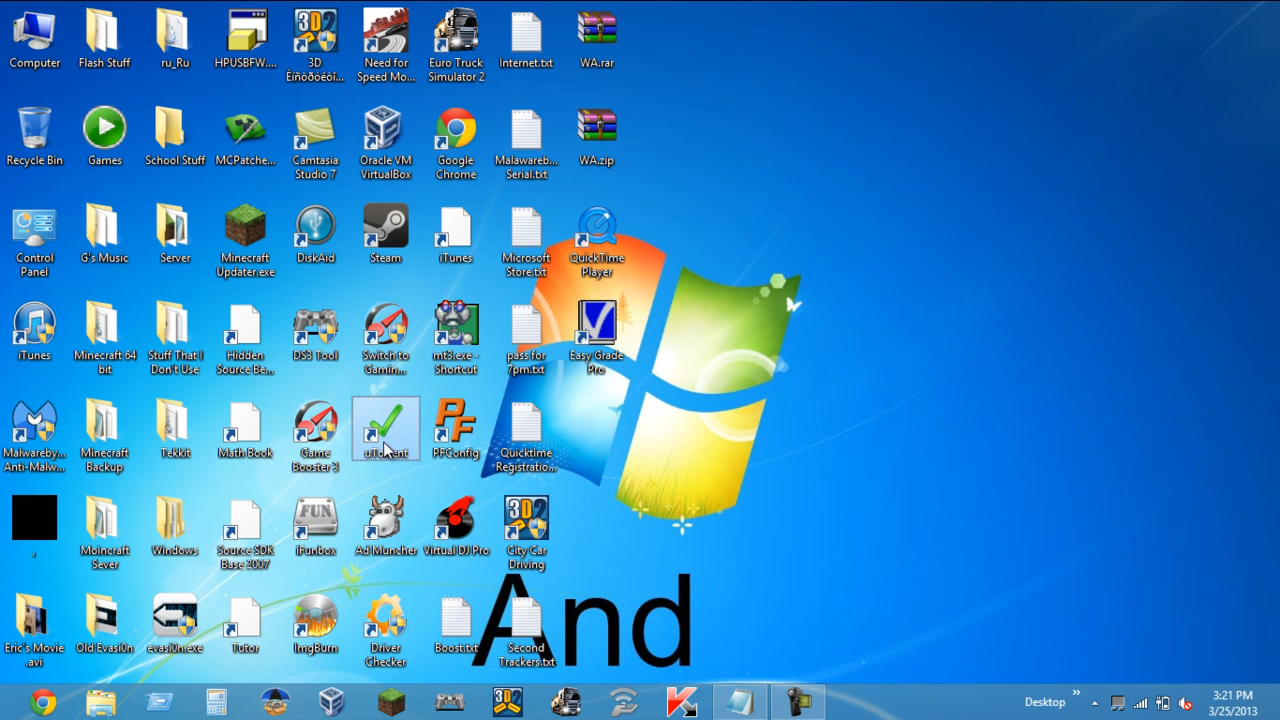 Computer
Flash Stuff
ru_Ru
HPUSBFW....
3D
Èíñòðóêòî...
Need for
Speed Mo...
Euro Truck
Simulator 2
Internet.txt
WA.rar
Recycle Bin
Games
School Stuff
MCPatche...
Camtasia
Studio 7
Oracle VM
VirtualBox
Google
Chrome
Malawareb...
Serial.txt
WA.zip
Control
Panel
G's Music
Server
Minecraft
Updater.exe
DiskAid
Steam
iTunes
Microsoft
Store.txt
QuickTime
Player
iTunes
Minecraft 64
bit
Stuff That I
Don't Use
Hidden
Source Be...
DS3 Tool
Switch to
Gamin...
mt3.exe -
Shortcut
pass for
7pm.txt
Easy Grade
Pro
Malwareby...
Anti-Malw...
Minecraft
Backup
Tekkit
Math Book
Game
Booster 3
uTorrent
PF
PFConfig
Quicktime
Registratio...
,
Moincraft
Sever
Windows
Source SDK
Base 2007
FUN
iFunbox
Ad Muncher
Virtual DJ Pro
3D2
City Car
Driving
Eric's Movie
.avi
Old Evasi0n
evasi0n.exe
Tutor
ImgBurn
Driver
Checker
Boost.txt
Second
Trackers.txt
And
Desktop
3:21 PM
3/25/2013